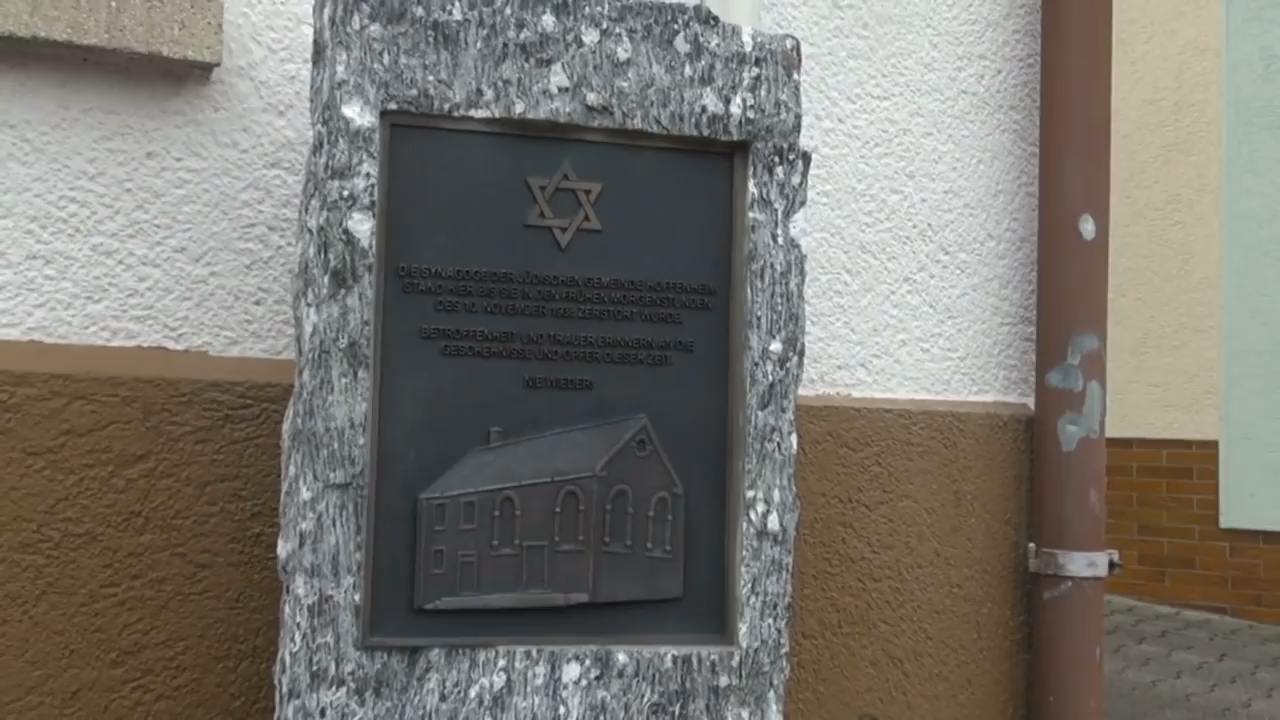 DIE SYNAGOGE DER JÜDISCHEN GEMEINDE HOFFENHEIM
STAND HIER BIS SIE IN DEN FRÜHEN MORGENSTUNDEN
DES 10. NOVEMBER 1938 ZERSTÖRT WURDE.
BETROFFENHEIT UND TRAUER ERINNERN AN DIE
GESCHEHNISSE UND OPFER DIESER ZEIT.
NIE WIEDER!